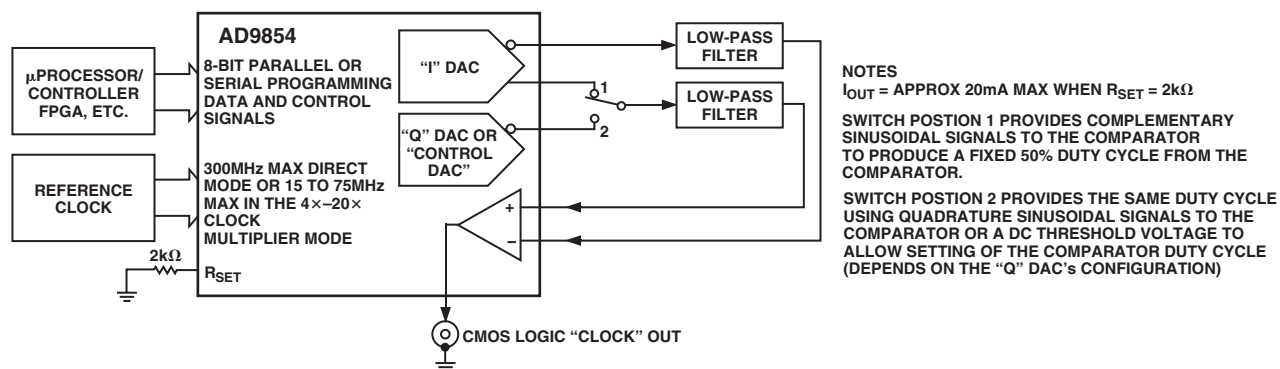 AD9854
μPROCESSOR/
CONTROLLER
FPGA, ETC.
8-BIT PARALLEL OR
SERIAL PROGRAMMING
DATA AND CONTROL
SIGNALS
REFERENCE
CLOCK
300MHz MAX DIRECT
MODE OR 15 TO 75MHz
MAX IN THE 4×–20×
CLOCK
MULTIPLIER MODE
2kΩ
RSET
“I” DAC
“Q” DAC OR
“CONTROL
DAC”
1
2
LOW-PASS
FILTER
LOW-PASS
FILTER
+
–
CMOS LOGIC “CLOCK” OUT
NOTES
IOUT = APPROX 20mA MAX WHEN RSET = 2kΩ
SWITCH POSTION 1 PROVIDES COMPLEMENTARY
SINUSOIDAL SIGNALS TO THE COMPARATOR
TO PRODUCE A FIXED 50% DUTY CYCLE FROM THE
COMPARATOR.
SWITCH POSTION 2 PROVIDES THE SAME DUTY CYCLE
USING QUADRATURE SINUSOIDAL SIGNALS TO THE
COMPARATOR OR A DC THRESHOLD VOLTAGE TO
ALLOW SETTING OF THE COMPARATOR DUTY CYCLE
(DEPENDS ON THE “Q” DAC’s CONFIGURATION)